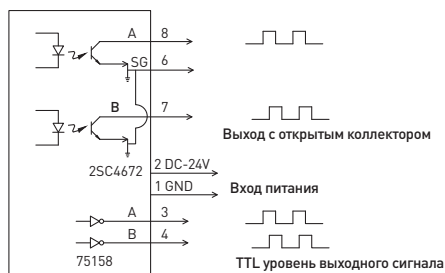 A 8
SG 6
B 7
Выход с открытым коллектором
2SC4672
2 DC-24V
1 GND
Вход питания
A 3
B 4
75158
TTL уровень выходного сигнала